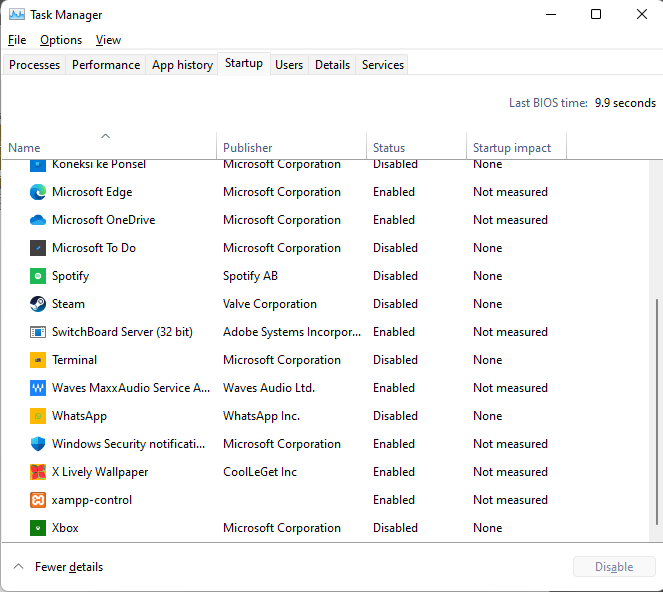 Task Manager
File Options View
Processes Performance App history Startup Users Details Services
Last BIOS time: 9.9 seconds
Name Publisher Status Startup impact
Koneksi ke Ponsel Microsoft Corporation Disabled None
Microsoft Edge Microsoft Corporation Enabled Not measured
Microsoft OneDrive Microsoft Corporation Enabled Not measured
Microsoft To Do Microsoft Corporation Disabled None
Spotify Spotify AB Disabled None
Steam Valve Corporation Disabled None
SwitchBoard Server (32 bit) Adobe Systems Incorpor... Enabled Not measured
Terminal Microsoft Corporation Disabled None
Waves MaxxAudio Service A... Waves Audio Ltd. Enabled Not measured
WhatsApp WhatsApp Inc. Disabled None
Windows Security notificati... Microsoft Corporation Enabled Not measured
X Lively Wallpaper CoolLeGet Inc Enabled Not measured
xampp-control Enabled Not measured
Xbox Microsoft Corporation Disabled None
Fewer details Disable